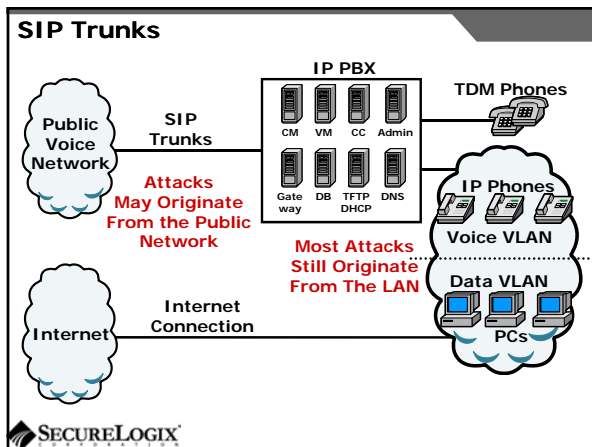 SIP Trunks
IP PBX
CM VM CC Admin
Gate way DB TFTP DHCP DNS
TDM Phones
Public
Voice
Network
SIP
Trunks
Attacks
May Originate
From the Public
Network
Most Attacks
Still Originate
From The LAN
IP Phones
Voice VLAN
Data VLAN
PCs
Internet
Connection
Internet
SECURELOGIX
CORPORATION